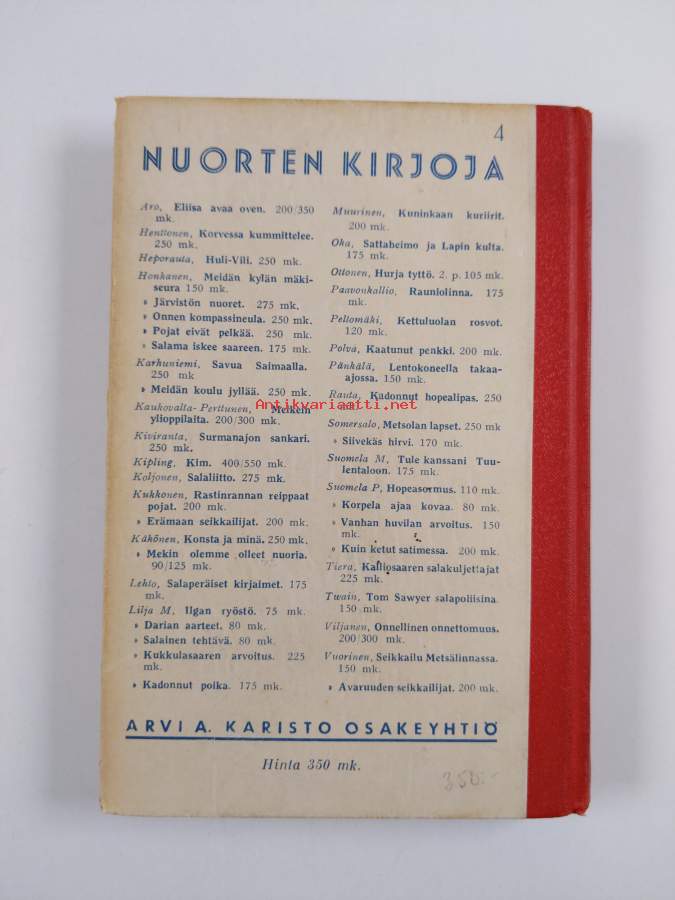 4
NUORTEN KIRJOJA
Aro, Eliisa avaa oven. 200/350
mk.
Henttonen, Korvessa kummittelee.
250 mk.
Heporauta, Huli-Vili. 250 mk.
Honkanen, Meidän kylän mäki-
seura 150 mk.
» Järvistön nuoret. 275 mk.
» Onnen kompassineula. 250 mk.
» Pojat eivät pelkää. 250 mk.
» Salama iskee saareen. 175 mk.
Karhuniemi, Savua Saimaalla.
250 mk
» Meidän koulu jyllää. 250 mk.
Kaukovalta-Perttunen, Melkein
ylioppilaita. 200/300 mk.
Kiviranta, Surmanajon sankari.
250 mk.
Kipling, Kim. 400/550 mk.
Koljonen, Salaliitto. 275 mk.
Kukkonen, Rastinrannan reippaat
pojat. 200 mk.
» Erämaan seikkailijat. 200 mk.
Käkönen, Konsta ja minä. 250 mk.
» Mekin olemme olleet nuoria.
90/125 mk.
Lehto, Salaperäiset kirjaimet. 175
mk.
Lilja M, Ilgan ryöstö. 75 mk.
» Darian aarteet. 80 mk.
» Salainen tehtävä. 80 mk.
» Kukkulasaaren arvoitus. 225
mk.
» Kadonnut poika. 175 mk.
Muurinen, Kuninkaan kuriirit.
200 mk.
Oka, Sattaheimo ja Lapin kulta.
175 mk.
Ottonen, Hurja tyttö. 2. p. 105 mk.
Paavonkallio, Rauniolinna. 175
mk.
Peltomäki, Kettuluolan rosvot.
120 mk.
Polva, Kaatunut penkki. 200 mk.
Pänkälä, Lentokoneella takaa-
ajossa. 150 mk.
Rauta, Kadonnut hopealipas. 250
mk.
Somersalo, Metsolan lapset. 250 mk
» Siivekäs hirvi. 170 mk.
Suomela M, Tule kanssani Tuu-
lentaloon. 175 mk.
Suomela P, Hopeasormus. 110 mk.
» Korpela ajaa kovaa. 80 mk.
» Vanhan huvilan arvoitus. 150
mk.
» Kuin ketut satimessa. 200 mk.
Tiera, Kalliosaaren salakuljettajat
225 mk.
Twain, Tom Sawyer salapoliisina
150 mk.
Viljanen, Onnellinen onnettomuus.
200/300 mk.
Vuorinen, Seikkailu Metsälinnassa.
150 mk.
» Avaruuden seikkailijat. 200 mk.
Antikvariaatti.net
ARVI A. KARISTO OSAKEYHTIÖ
Hinta 350 mk.
350.-